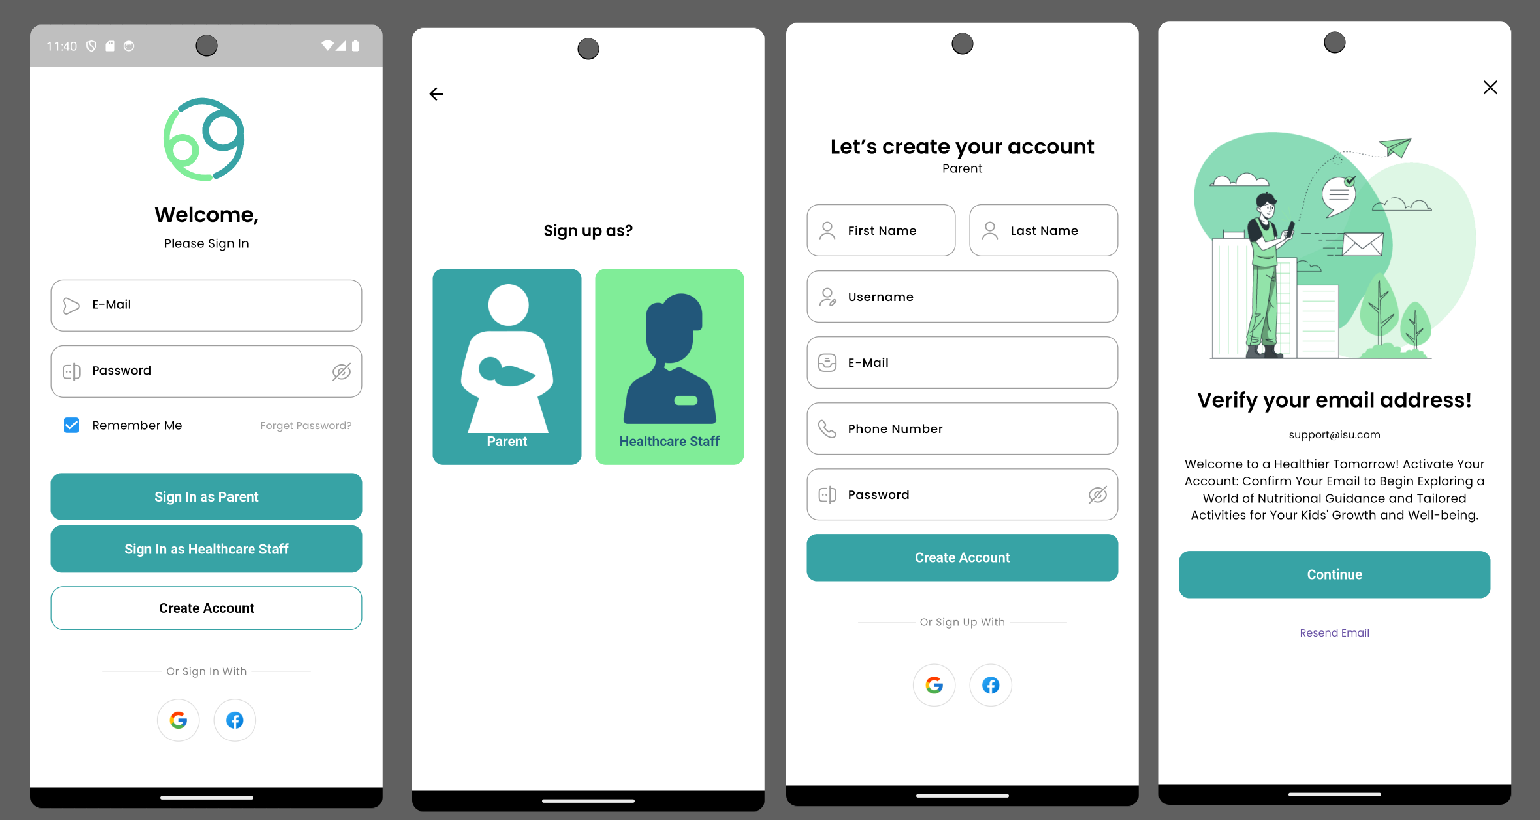 11:40
69
Welcome,
Please Sign In
E-Mail
Password
Remember Me
Forget Password?
Sign In as Parent
Sign In as Healthcare Staff
Create Account
Or Sign In With
G
f
Sign up as?
Parent
Healthcare Staff
Let's create your account
Parent
First Name
Last Name
Username
E-Mail
Phone Number
Password
Create Account
Or Sign Up With
G
f
Verify your email address!
support@isu.com
Welcome to a Healthier Tomorrow! Activate Your
Account: Confirm Your Email to Begin Exploring a
World of Nutritional Guidance and Tailored
Activities for Your Kids' Growth and Well-being.
Continue
Resend Email